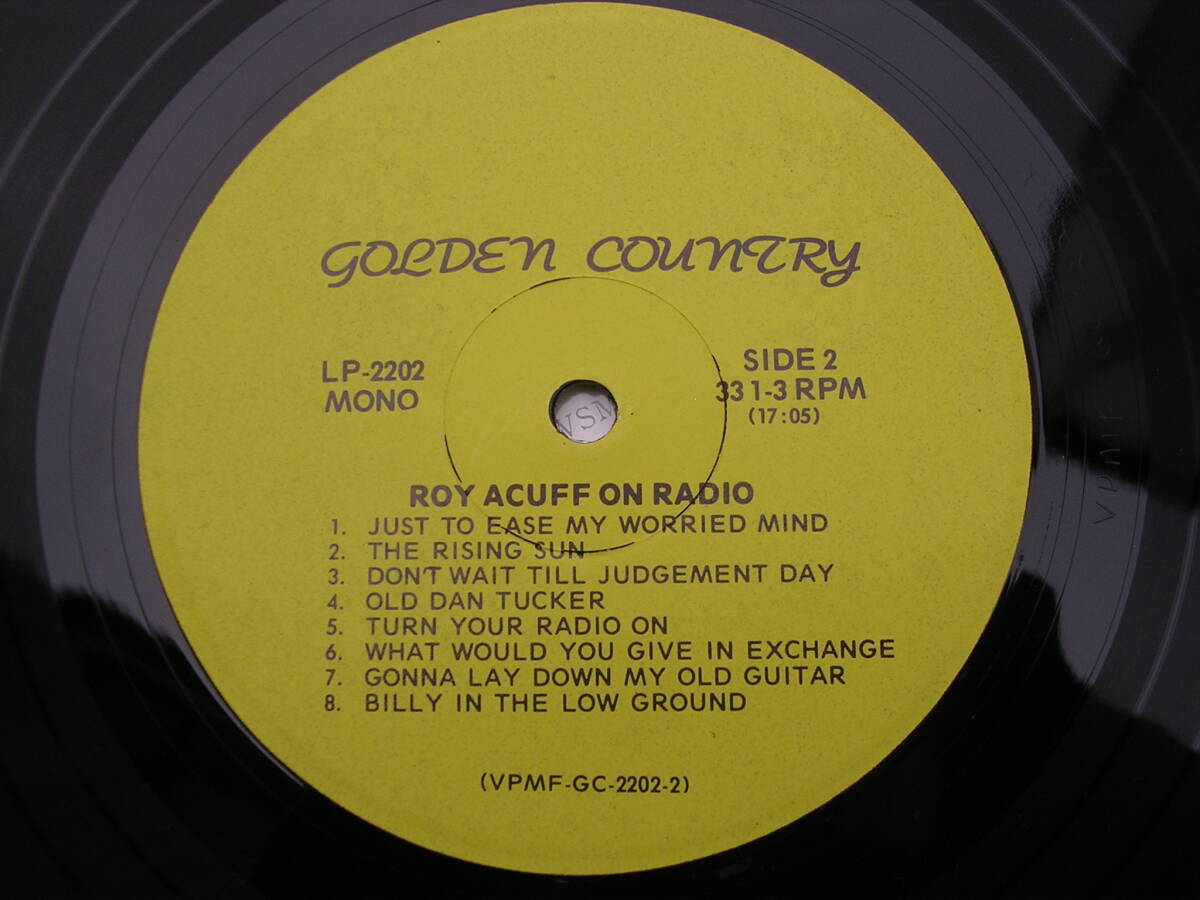 GOLDEN COUNTRY
LP-2202
MONO
SIDE 2
33 1-3 RPM
(17:05)
VSM
ROY ACUFF ON RADIO
1. JUST TO EASE MY WORRIED MIND
2. THE RISING SUN
3. DON'T WAIT TILL JUDGEMENT DAY
4. OLD DAN TUCKER
5. TURN YOUR RADIO ON
6. WHAT WOULD YOU GIVE IN EXCHANGE
7. GONNA LAY DOWN MY OLD GUITAR
8. BILLY IN THE LOW GROUND
(VPMF-GC-2202-2)